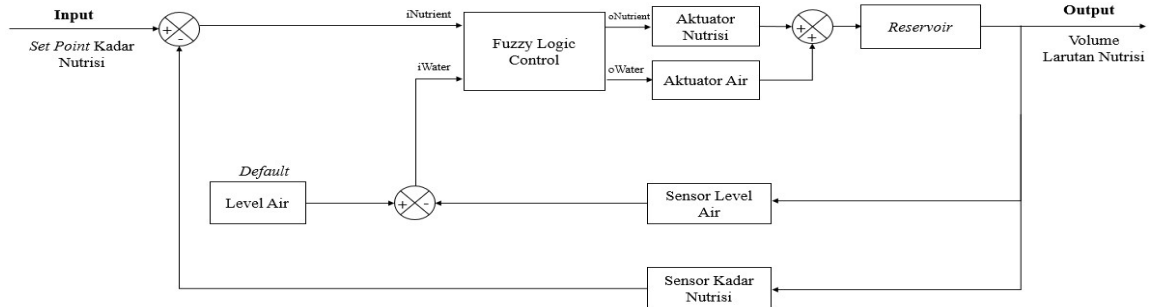 Input
Set Point Kadar
Nutrisi
+
-
iNutrient
iWater
Fuzzy Logic
Control
oNutrient
oWater
Aktuator
Nutrisi
Aktuator Air
+
+
Reservoir
Output
Volume
Larutan Nutrisi
Default
Level Air
+
-
Sensor Level
Air
Sensor Kadar
Nutrisi